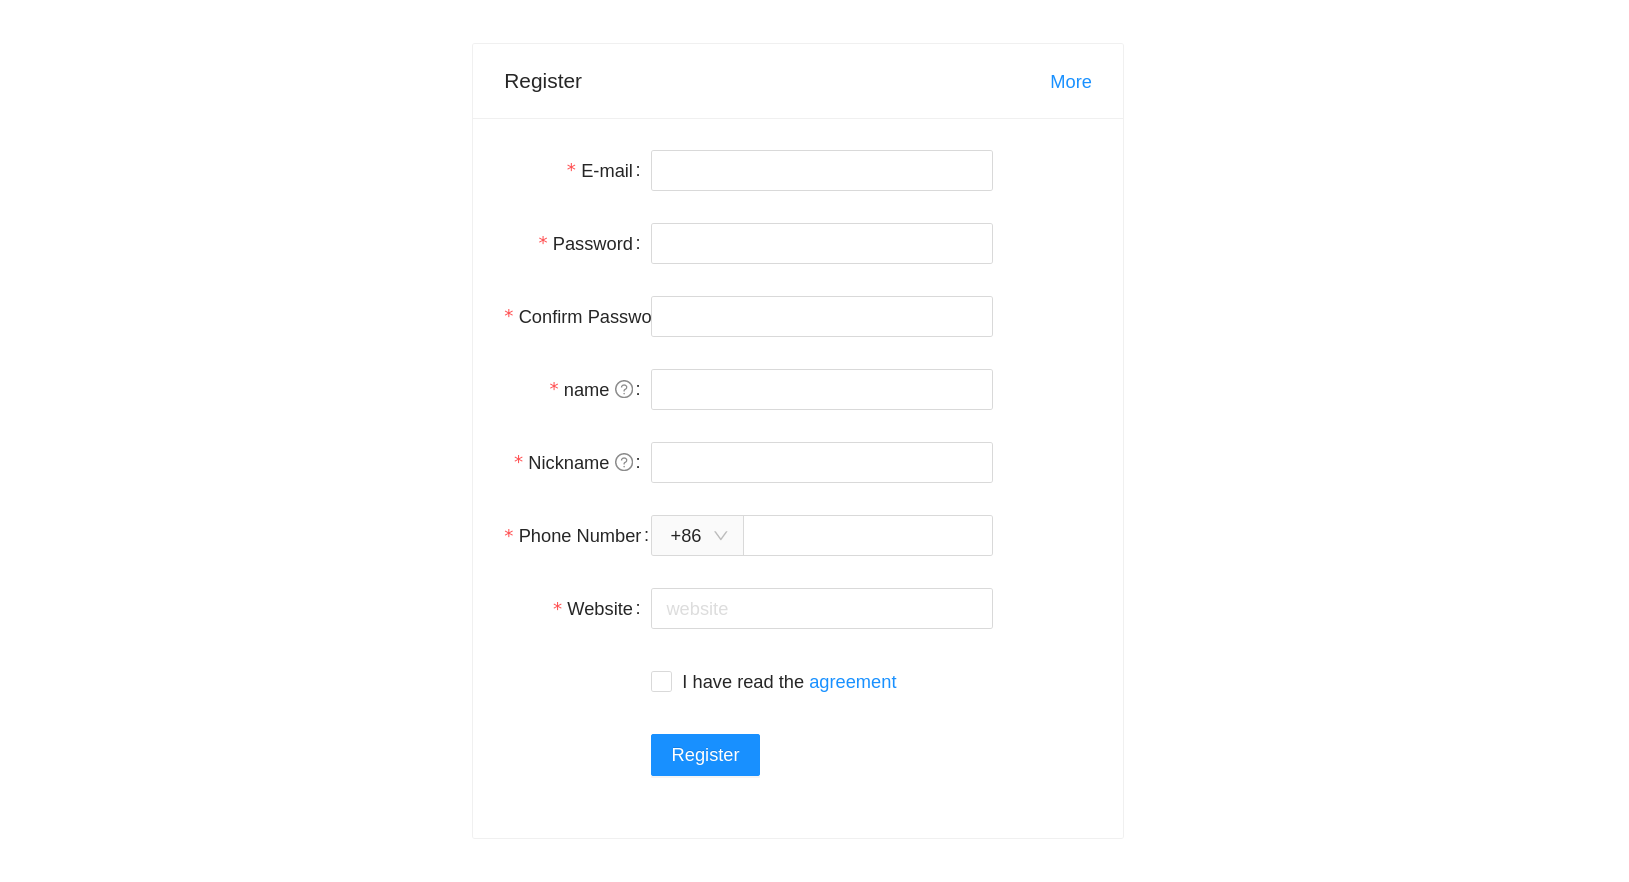 Register
More
* E-mail:
* Password:
* Confirm Passwo
* name ?:
* Nickname ?:
* Phone Number:
+86
* Website:
website
I have read the agreement
Register